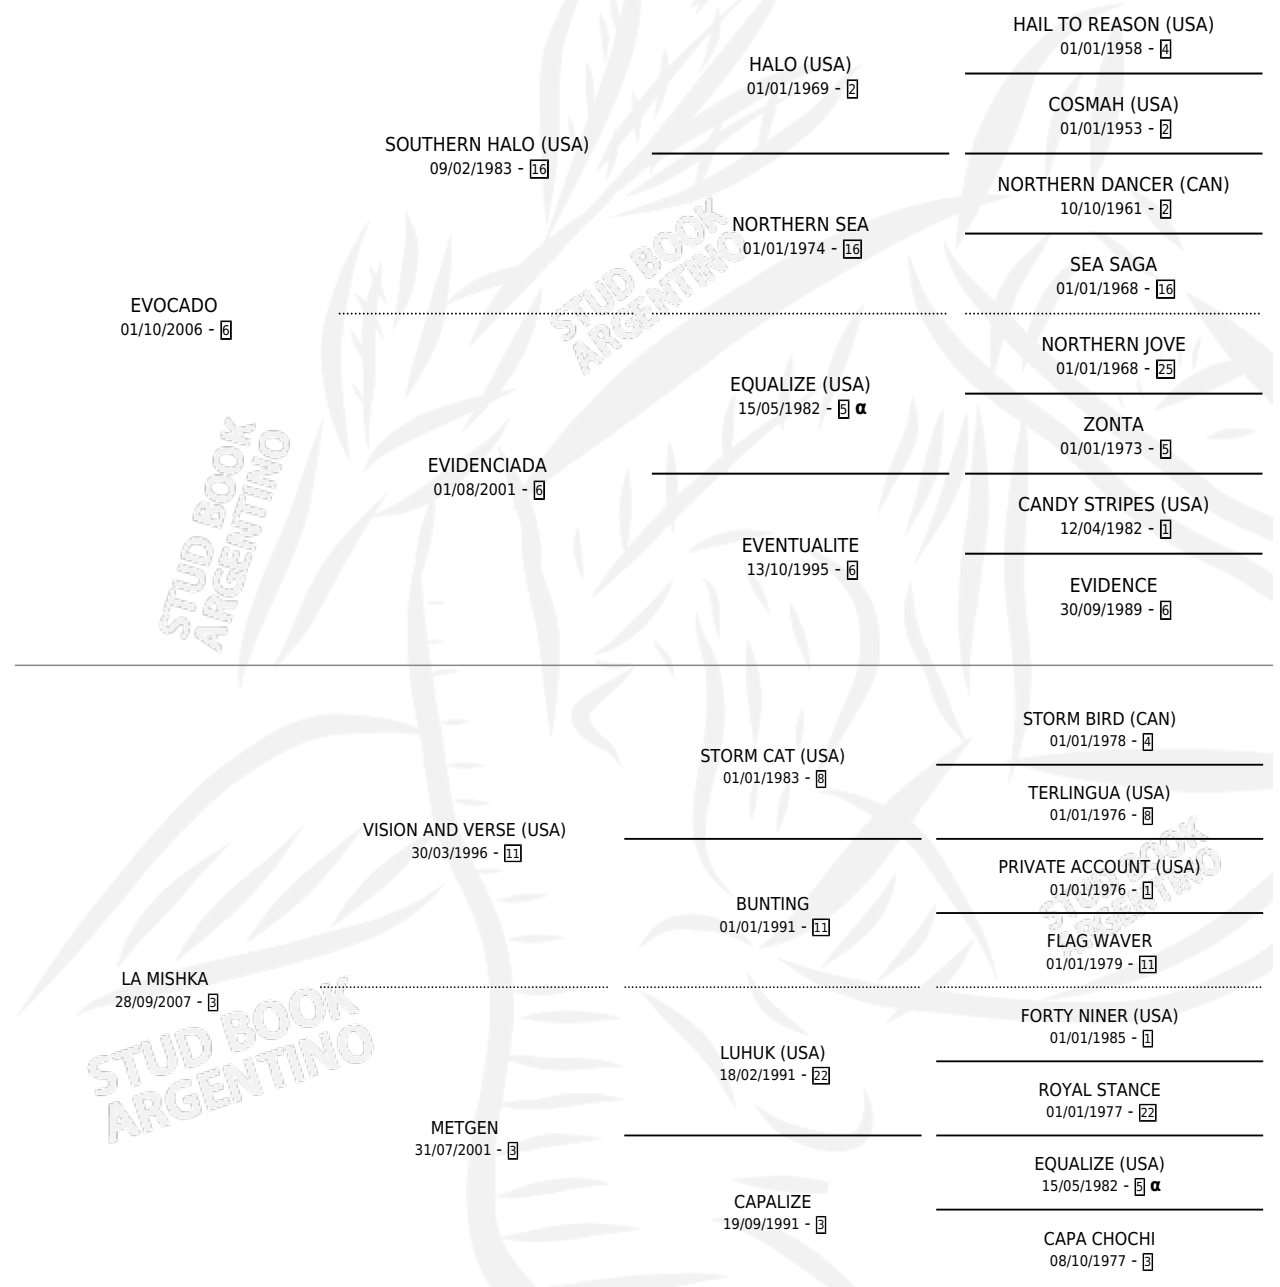 HAIL TO REASON (USA)
01/01/1958 - 4
HALO (USA)
01/01/1969 - 2
COSMAH (USA)
01/01/1953 - 2
SOUTHERN HALO (USA)
09/02/1983 - 16
NORTHERN DANCER (CAN)
10/10/1961 - 2
NORTHERN SEA
01/01/1974 - 16
SEA SAGA
01/01/1968 - 16
EVOCADO
01/10/2006 - 6
NORTHERN JOVE
01/01/1968 - 25
EQUALIZE (USA)
15/05/1982 - 5 α
ZONTA
01/01/1973 - 5
EVIDENCIADA
01/08/2001 - 6
CANDY STRIPES (USA)
12/04/1982 - 1
EVENTUALITE
13/10/1995 - 6
EVIDENCE
30/09/1989 - 6
STORM BIRD (CAN)
01/01/1978 - 4
STORM CAT (USA)
01/01/1983 - 8
TERLINGUA (USA)
01/01/1976 - 8
VISION AND VERSE (USA)
30/03/1996 - 11
PRIVATE ACCOUNT (USA)
01/01/1976 - 1
BUNTING
01/01/1991 - 11
FLAG WAVER
01/01/1979 - 11
LA MISHKA
28/09/2007 - 3
FORTY NINER (USA)
01/01/1985 - 1
LUHUK (USA)
18/02/1991 - 22
ROYAL STANCE
01/01/1977 - 22
METGEN
31/07/2001 - 3
EQUALIZE (USA)
15/05/1982 - 5 α
CAPALIZE
19/09/1991 - 3
CAPA CHOCHI
08/10/1977 - 3
STUD BOOK
ARGENTINO
STUD BOOK
ARGENTINO
STUD BOOK
ARGENTINO
STUD BOOK
ARGENTINO